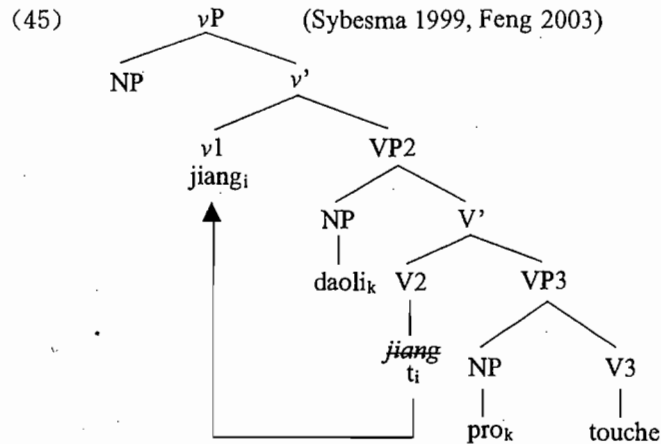 (45) vP (Sybesma 1999, Feng 2003)
NP v’
v1 VP2
jiangi
NP V’
daolik V2 VP3
jiang
ti NP V3
prok touche